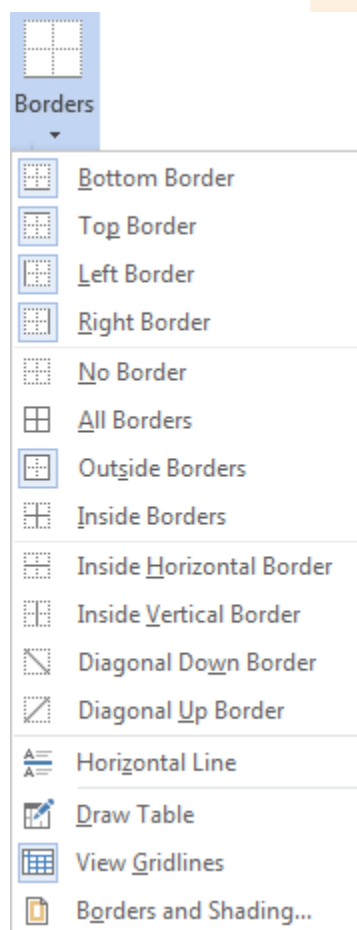 Borders
Bottom Border
Top Border
Left Border
Right Border
No Border
All Borders
Outside Borders
Inside Borders
Inside Horizontal Border
Inside Vertical Border
Diagonal Down Border
Diagonal Up Border
Horizontal Line
Draw Table
View Gridlines
Borders and Shading...